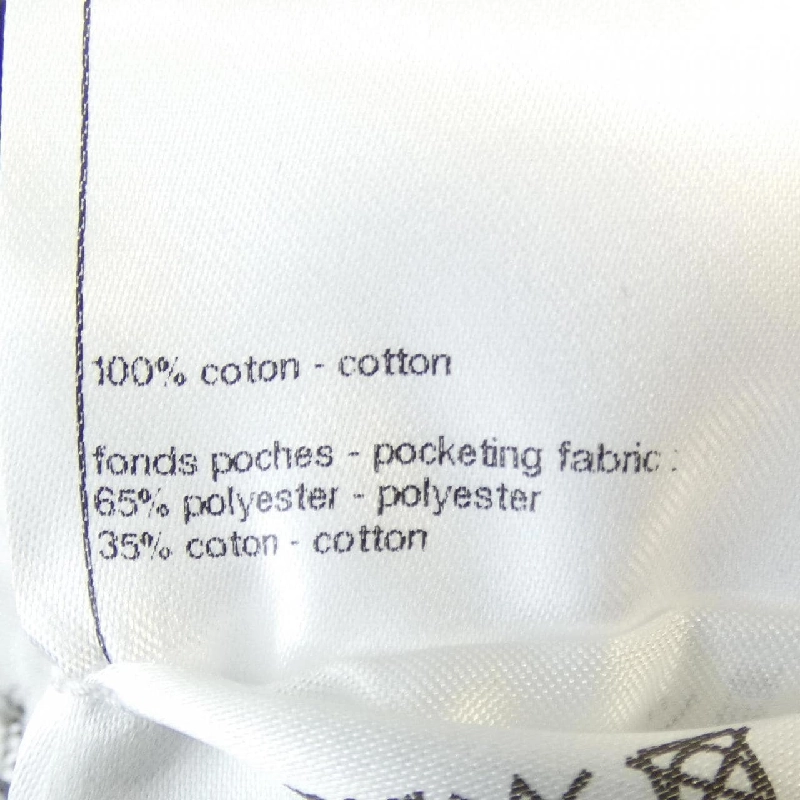 100% coton - cotton
fonds poches - pocketing fabric :
65% polyester - polyester
35% coton - cotton